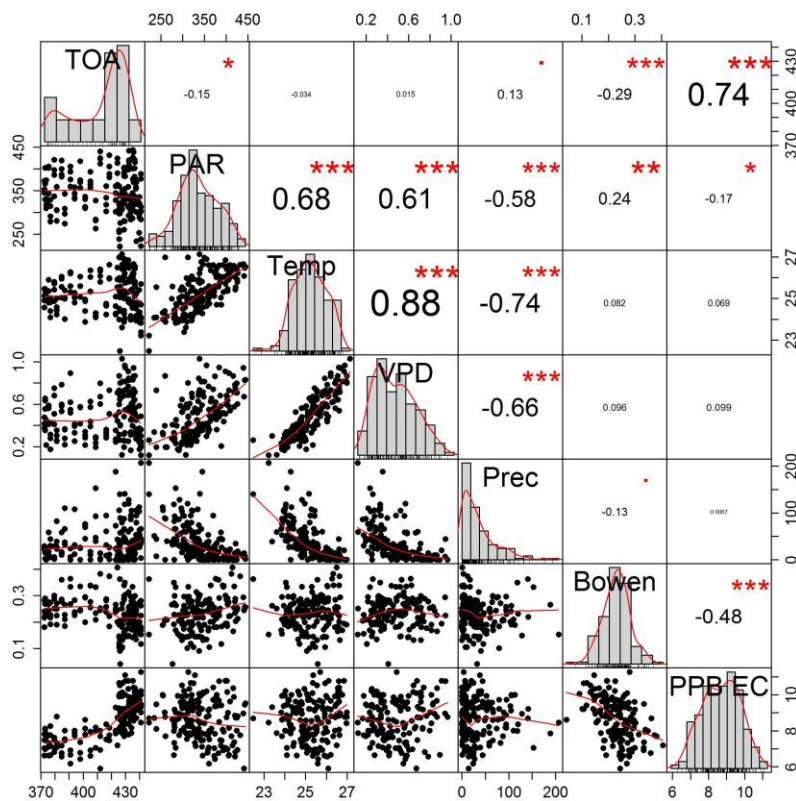 250 350 450 0.2 0.6 1.0 0.1 0.3
TOA * . *** ***
-0.15 -0.034 0.015 0.13 -0.29 0.74
370 400 430
250 350 450
PAR *** *** *** ** *
0.68 0.61 -0.58 0.24 -0.17
Temp *** ***
0.88 -0.74 0.082 0.069
23 25 27
0.2 0.6 1.0
VPD ***
-0.66 0.096 0.099
Prec .
-0.13
0 100 200
0.1 0.3
Bowen ***
-0.48
PPB EC
6 8 10
370 400 430 23 25 27 0 50 100 200 6 8 10